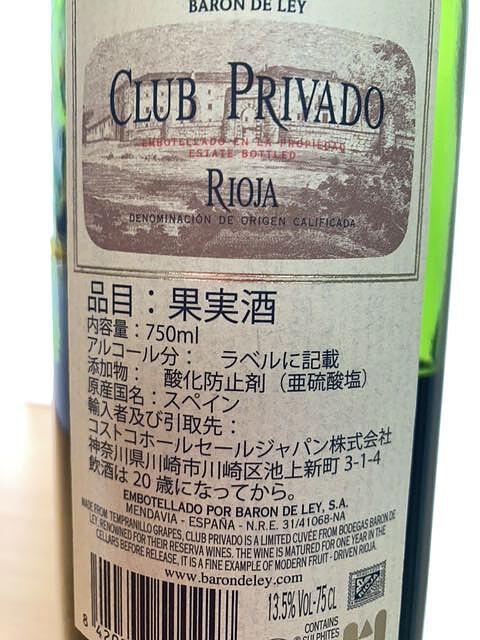 BARON DE LEY
CLUB PRIVADO
EMBOTELLADO EN LA PROPIEDAD
ESTATE BOTTLED
RIOJA
DENOMINACIÓN DE ORIGEN CALIFICADA
品目：果実酒
内容量：750ml
アルコール分： ラベルに記載
添加物： 酸化防止剤（亜硫酸塩）
原産国名：スペイン
輸入者及び引取先：
コストコホールセールジャパン株式会社
神奈川県川崎市川崎区池上新町 3-1-4
飲酒は 20 歳になってから。
EMBOTELLADO POR BARON DE LEY, S.A.
MENDAVIA - ESPAÑA - N.R.E. 31/41068-NA
MADE FROM TEMPRANILLO GRAPES, CLUB PRIVADO IS A LIMITED CUVÉE FROM BODEGAS BARON DE
LEY, RENOWNED FOR THEIR RESERVA WINES. THE WINE IS MATURED FOR ONE YEAR IN THE
CELLARS BEFORE RELEASE, IT IS A FINE EXAMPLE OF MODERN FRUIT - DRIVEN RIOJA.
www.barondeley.com
13.5% VOL-75 CL
CONTAINS
SULPHITES